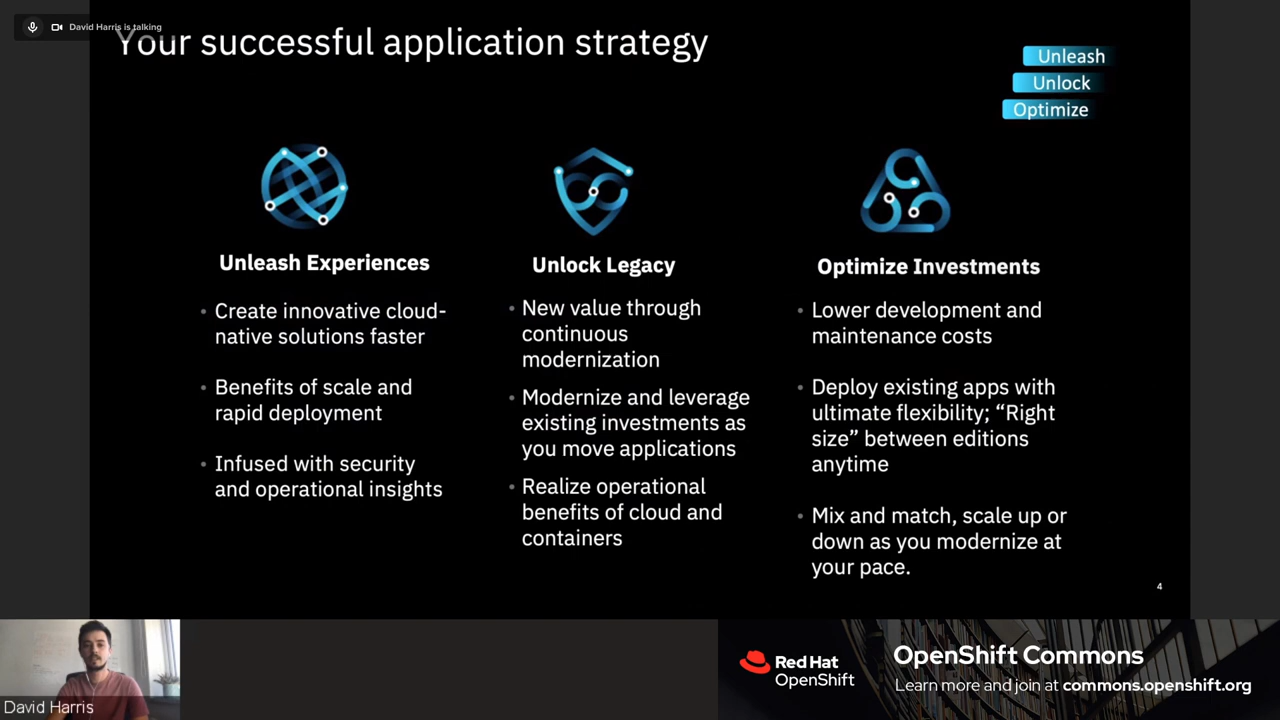 David Harris is talking
Your successful application strategy
Unleash
Unlock
Optimize
Unleash Experiences
• Create innovative cloud-
native solutions faster
• Benefits of scale and
rapid deployment
• Infused with security
and operational insights
Unlock Legacy
• New value through
continuous
modernization
• Modernize and leverage
existing investments as
you move applications
• Realize operational
benefits of cloud and
containers
Optimize Investments
• Lower development and
maintenance costs
• Deploy existing apps with
ultimate flexibility; “Right
size” between editions
anytime
• Mix and match, scale up or
down as you modernize at
your pace.
4
David Harris
Red Hat
OpenShift
OpenShift Commons
Learn more and join at commons.openshift.org